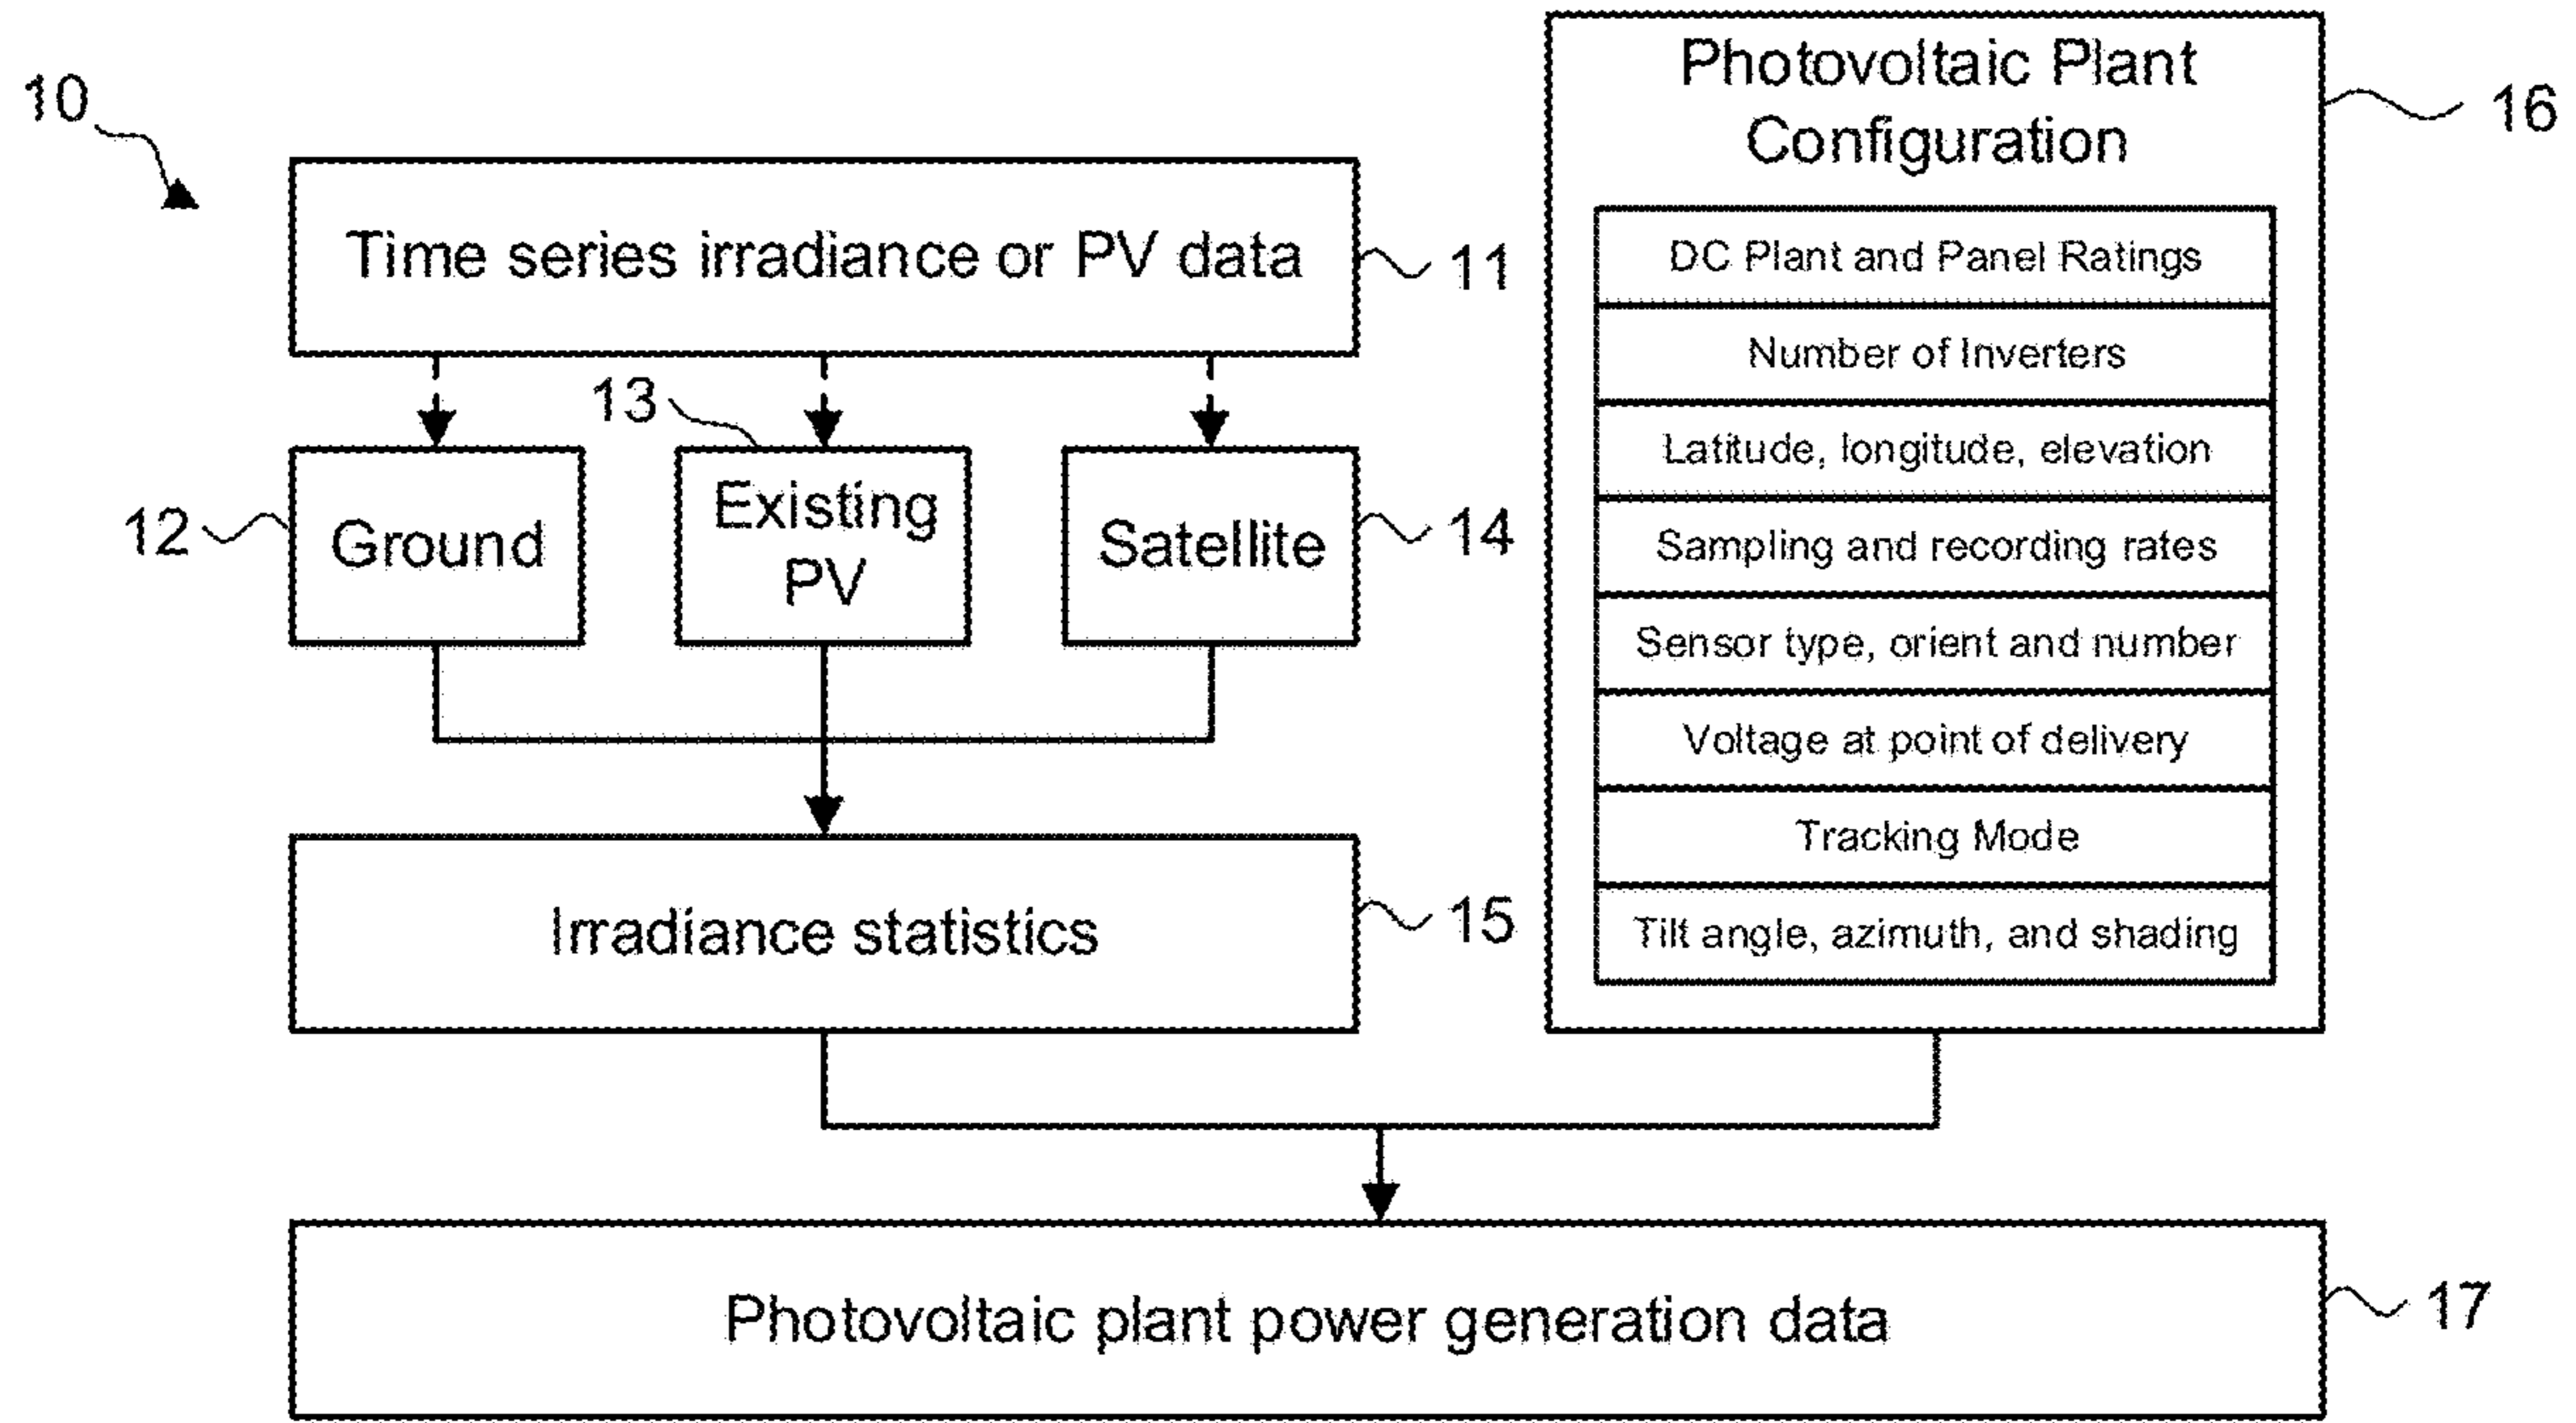 10
Time series irradiance or PV data
11
13
12
Ground
Existing
PV
Satellite
14
Irradiance statistics
15
Photovoltaic Plant
Configuration
16
DC Plant and Panel Ratings
Number of Inverters
Latitude, longitude, elevation
Sampling and recording rates
Sensor type, orient and number
Voltage at point of delivery
Tracking Mode
Tilt angle, azimuth, and shading
Photovoltaic plant power generation data
17